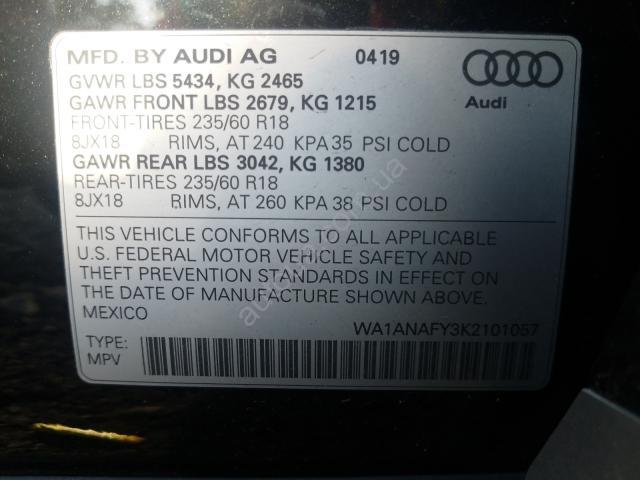 MFD. BY AUDI AG 0419
GVWR LBS 5434, KG 2465
GAWR FRONT LBS 2679, KG 1215
FRONT-TIRES 235/60 R18
8JX18 RIMS, AT 240 KPA 35 PSI COLD
GAWR REAR LBS 3042, KG 1380
REAR-TIRES 235/60 R18
8JX18 RIMS, AT 260 KPA 38 PSI COLD
Audi
THIS VEHICLE CONFORMS TO ALL APPLICABLE
U.S. FEDERAL MOTOR VEHICLE SAFETY AND
THEFT PREVENTION STANDARDS IN EFFECT ON
THE DATE OF MANUFACTURE SHOWN ABOVE.
MEXICO
WA1ANAFY3K2101057
TYPE:
MPV